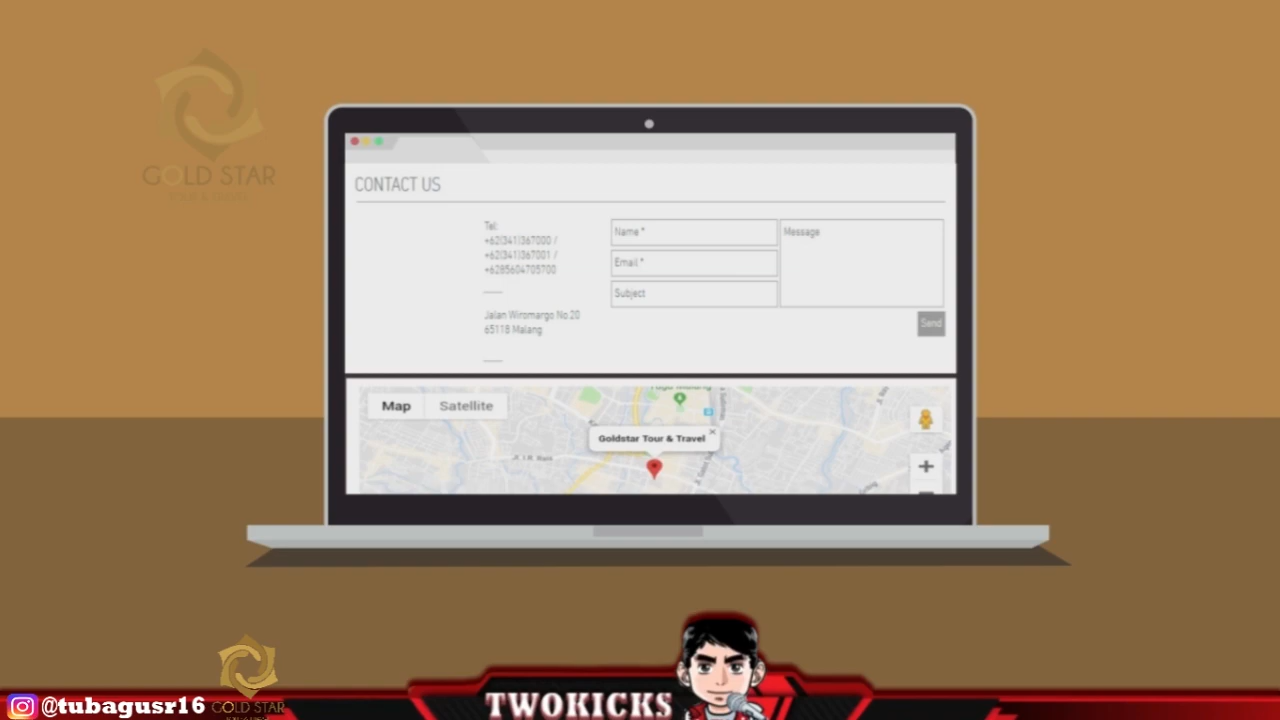 GOLD STAR
CONTACT US
Tel:
+62(341)367000 /
+62(341)367001 /
+6285604705700
Jalan Wiromargo No 20
65118 Malang
Name *
Email *
Subject
Message
Send
Map
Satellite
Goldstar Tour & Travel
@tubagusr16
GOLD STAR
TWOKICKS